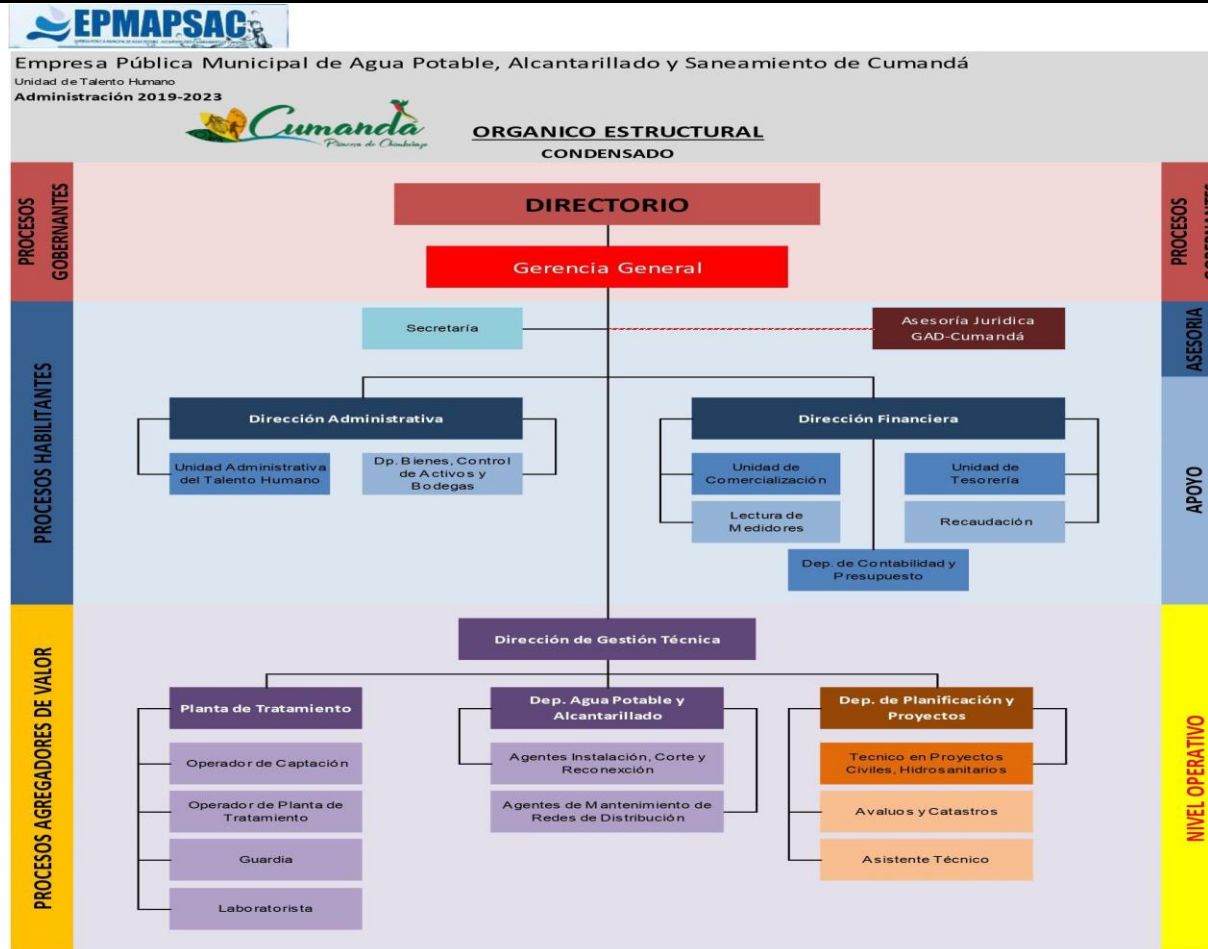 EPMAPSAC
Empresa Pública Municipal de Agua Potable, Alcantarillado y Saneamiento de Cumandá
Unidad de Talento Humano
Administración 2019-2023
Cumandá
ORGANICO ESTRUCTURAL
CONDENSADO
PROCESOS
GOBERNANTES
DIRECTORIO
Gerencia General
PROCESOS
GOBERNANTES
PROCESOS HABILITANTES
Secretaría
Asesoría Juridica
GAD-Cumandá
ASESORIA
Dirección Administrativa
Unidad Administrativa
del Talento Humano
Dp. Bienes, Control
de Activos y
Bodegas
Dirección Financiera
Unidad de
Comercialización
Unidad de
Tesorería
Lectura de
Medidores
Recaudación
Dep. de Contabilidad y
Presupuesto
APOYO
PROCESOS AGREGADORES DE VALOR
Dirección de Gestión Técnica
Planta de Tratamiento
Operador de Captación
Operador de Planta de
Tratamiento
Guardia
Laboratorista
Dep. Agua Potable y
Alcantarillado
Agentes Instalación, Corte y
Reconexción
Agentes de Mantenimiento de
Redes de Distribución
Dep. de Planificación y
Proyectos
Tecnico en Proyectos
Civiles, Hidrosanitarios
Avaluos y Catastros
Asistente Técnico
NIVEL OPERATIVO